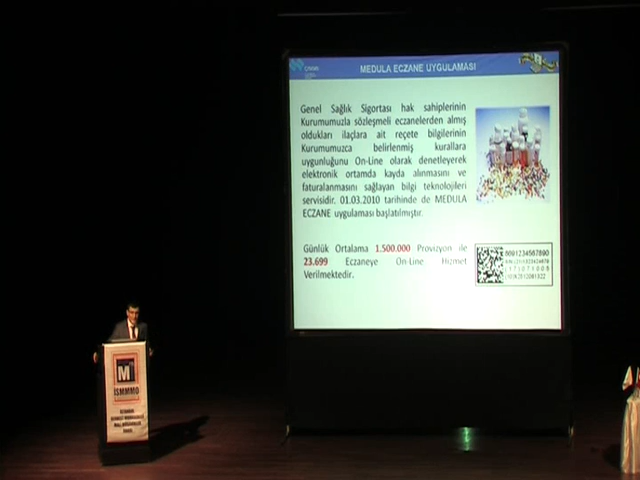 MEDULA ECZANE UYGULAMASI
Genel Sağlık Sigortası hak sahiplerinin
Kurumumuzla sözleşmeli eczanelerden almış
oldukları ilaçlara ait reçete bilgilerinin
Kurumumuzca belirlenmiş kurallara
uygunluğunu On-Line olarak denetleyerek
elektronik ortamda kayda alınmasını ve
faturalanmasını sağlayan bilgi teknolojileri
servisidir. 01.03.2010 tarihinde de MEDULA
ECZANE uygulaması başlatılmıştır.
Günlük Ortalama 1.500.000 Provizyon ile
23.699 Eczaneye On-Line Hizmet
Verilmektedir.
M
İSMMMO
İSTANBUL
ODASI